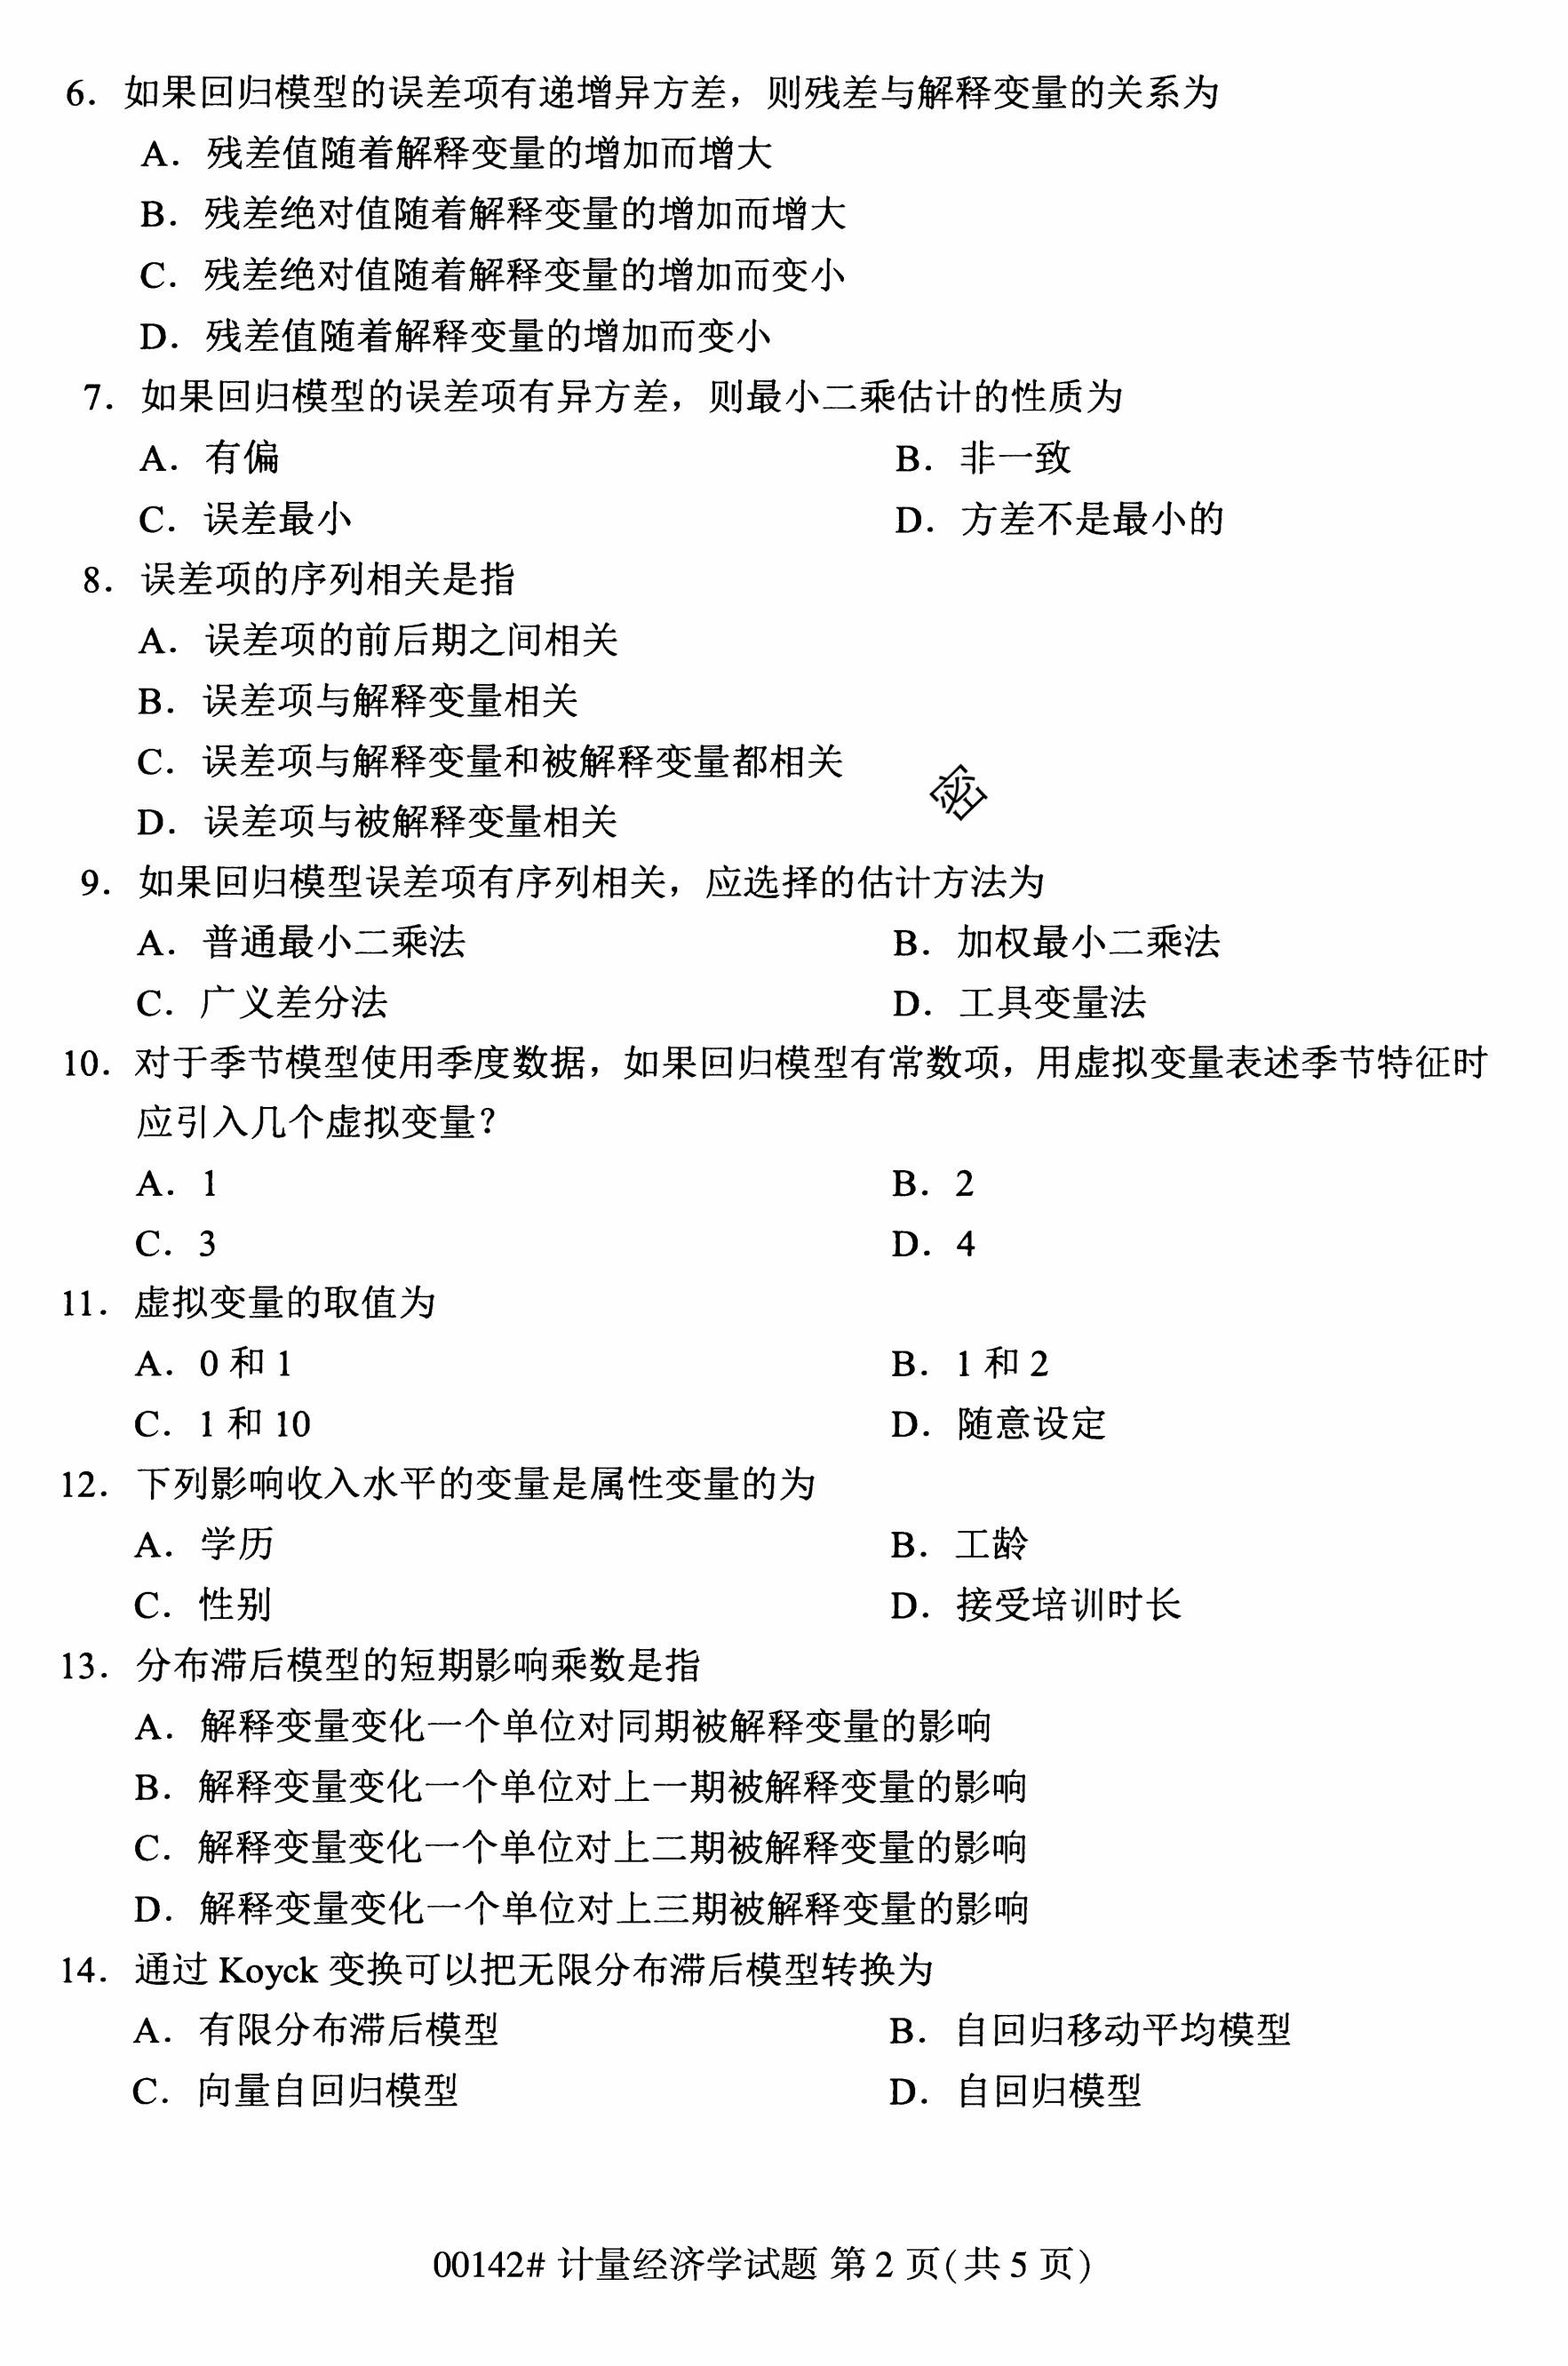 6. 如果回归模型的误差项有递增异方差，则残差与解释变量的关系为
A. 残差值随着解释变量的增加而增大
B. 残差绝对值随着解释变量的增加而增大
C. 残差绝对值随着解释变量的增加而变小
D. 残差值随着解释变量的增加而变小
7. 如果回归模型的误差项有异方差，则最小二乘估计的性质为
A. 有偏 B. 非一致
C. 误差最小 D. 方差不是最小的
8. 误差项的序列相关是指
A. 误差项的前后期之间相关
B. 误差项与解释变量相关
C. 误差项与解释变量和被解释变量都相关
密
D. 误差项与被解释变量相关
9. 如果回归模型误差项有序列相关，应选择的估计方法为
A. 普通最小二乘法 B. 加权最小二乘法
C. 广义差分法 D. 工具变量法
10. 对于季节模型使用季度数据，如果回归模型有常数项，用虚拟变量表述季节特征时
应引入几个虚拟变量？
A. 1 B. 2
C. 3 D. 4
11. 虚拟变量的取值为
A. 0 和 1 B. 1 和 2
C. 1 和 10 D. 随意设定
12. 下列影响收入水平的变量是属性变量的为
A. 学历 B. 工龄
C. 性别 D. 接受培训时长
13. 分布滞后模型的短期影响乘数是指
A. 解释变量变化一个单位对同期被解释变量的影响
B. 解释变量变化一个单位对上一期被解释变量的影响
C. 解释变量变化一个单位对上二期被解释变量的影响
D. 解释变量变化一个单位对上三期被解释变量的影响
14. 通过 Koyck 变换可以把无限分布滞后模型转换为
A. 有限分布滞后模型 B. 自回归移动平均模型
C. 向量自回归模型 D. 自回归模型
00142# 计量经济学试题 第 2 页(共 5 页)